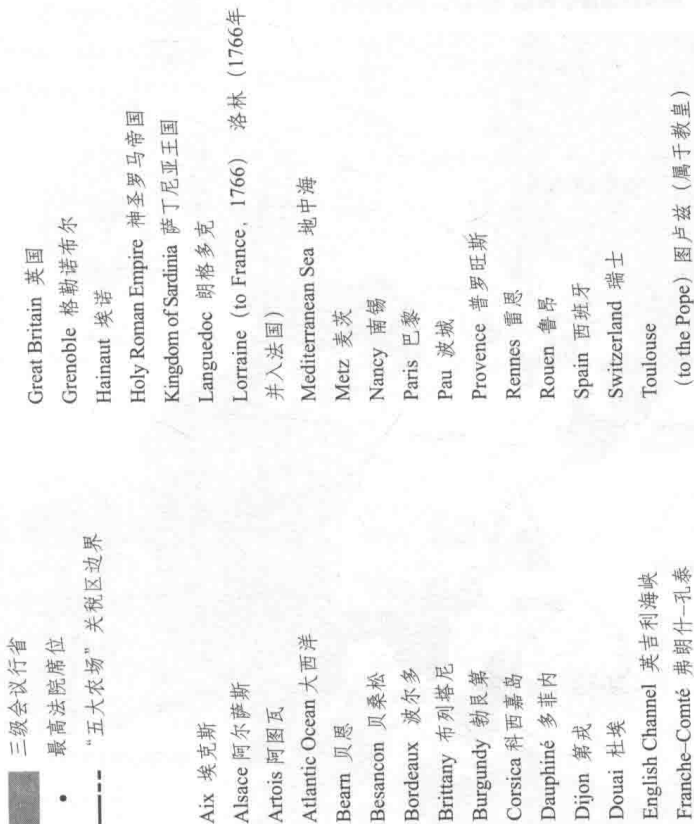 三级会议行省
最高法院席位
“五大农场” 关税区边界
Aix 埃克斯
Alsace 阿尔萨斯
Artois 阿图瓦
Atlantic Ocean 大西洋
Bearn 贝恩
Besancon 贝桑松
Bordeaux 波尔多
Brittany 布列塔尼
Burgundy 勃艮第
Corsica 科西嘉岛
Dauphiné 多菲内
Dijon 第戎
Douai 杜埃
English Channel 英吉利海峡
Franche–Comté 弗朗什–孔泰
Great Britain 英国
Grenoble 格勒诺布尔
Hainaut 埃诺
Holy Roman Empire 神圣罗马帝国
Kingdom of Sardinia 萨丁尼亚王国
Languedoc 朗格多克
Lorraine (to France, 1766) 洛林（1766年
并入法国）
Mediterranean Sea 地中海
Metz 麦茨
Nancy 南锡
Paris 巴黎
Pau 波城
Provence 普罗旺斯
Rennes 雷恩
Rouen 鲁昂
Spain 西班牙
Switzerland 瑞士
Toulouse
(to the Pope) 图卢兹（属于教皇）